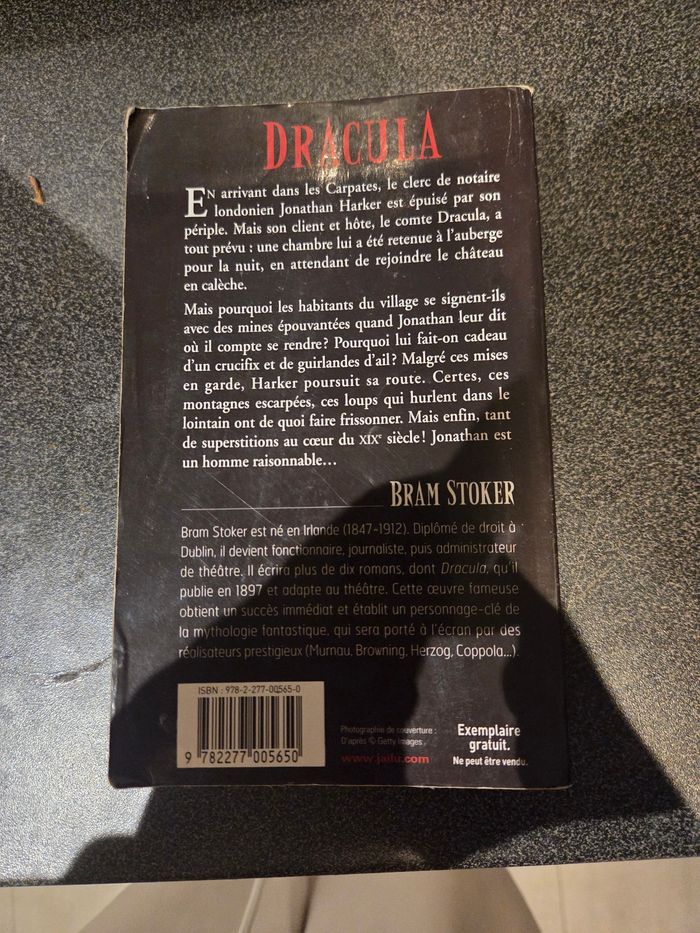 DRACULA
EN arrivant dans les Carpates, le clerc de notaire
londonien Jonathan Harker est épuisé par son
périple. Mais son client et hôte, le comte Dracula, a
tout prévu : une chambre lui a été retenue à l'auberge
pour la nuit, en attendant de rejoindre le château
en calèche.
Mais pourquoi les habitants du village se signent-ils
avec des mines épouvantées quand Jonathan leur dit
où il compte se rendre ? Pourquoi lui fait-on cadeau
d'un crucifix et de guirlandes d'ail ? Malgré ces mises
en garde, Harker poursuit sa route. Certes, ces
montagnes escarpées, ces loups qui hurlent dans le
lointain ont de quoi faire frissonner. Mais enfin, tant
de superstitions au cœur du XIXe siècle ! Jonathan est
un homme raisonnable…
BRAM STOKER
Bram Stoker est né en Irlande (1847-1912). Diplômé de droit à
Dublin, il devient fonctionnaire, journaliste, puis administrateur
de théâtre. Il écrira plus de dix romans, dont Dracula, qu'il
publie en 1897 et adapte au théâtre. Cette œuvre fameuse
obtient un succès immédiat et établit un personnage-clé de
la mythologie fantastique, qui sera porté à l'écran par des
réalisateurs prestigieux (Murnau, Browning, Herzog, Coppola...).
ISBN : 978-2-277-00565-0
9 782277 005650
Photographie de couverture :
D'après © Getty Images.
www.jailu.com
Exemplaire
gratuit.
Ne peut être vendu.